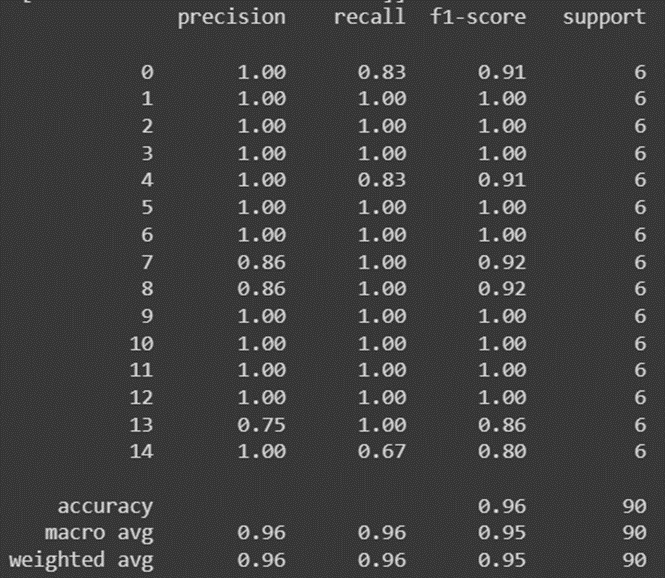 precision recall f1-score support
0 1.00 0.83 0.91 6
1 1.00 1.00 1.00 6
2 1.00 1.00 1.00 6
3 1.00 1.00 1.00 6
4 1.00 0.83 0.91 6
5 1.00 1.00 1.00 6
6 1.00 1.00 1.00 6
7 0.86 1.00 0.92 6
8 0.86 1.00 0.92 6
9 1.00 1.00 1.00 6
10 1.00 1.00 1.00 6
11 1.00 1.00 1.00 6
12 1.00 1.00 1.00 6
13 0.75 1.00 0.86 6
14 1.00 0.67 0.80 6
accuracy 0.96 90
macro avg 0.96 0.96 0.95 90
weighted avg 0.96 0.96 0.95 90